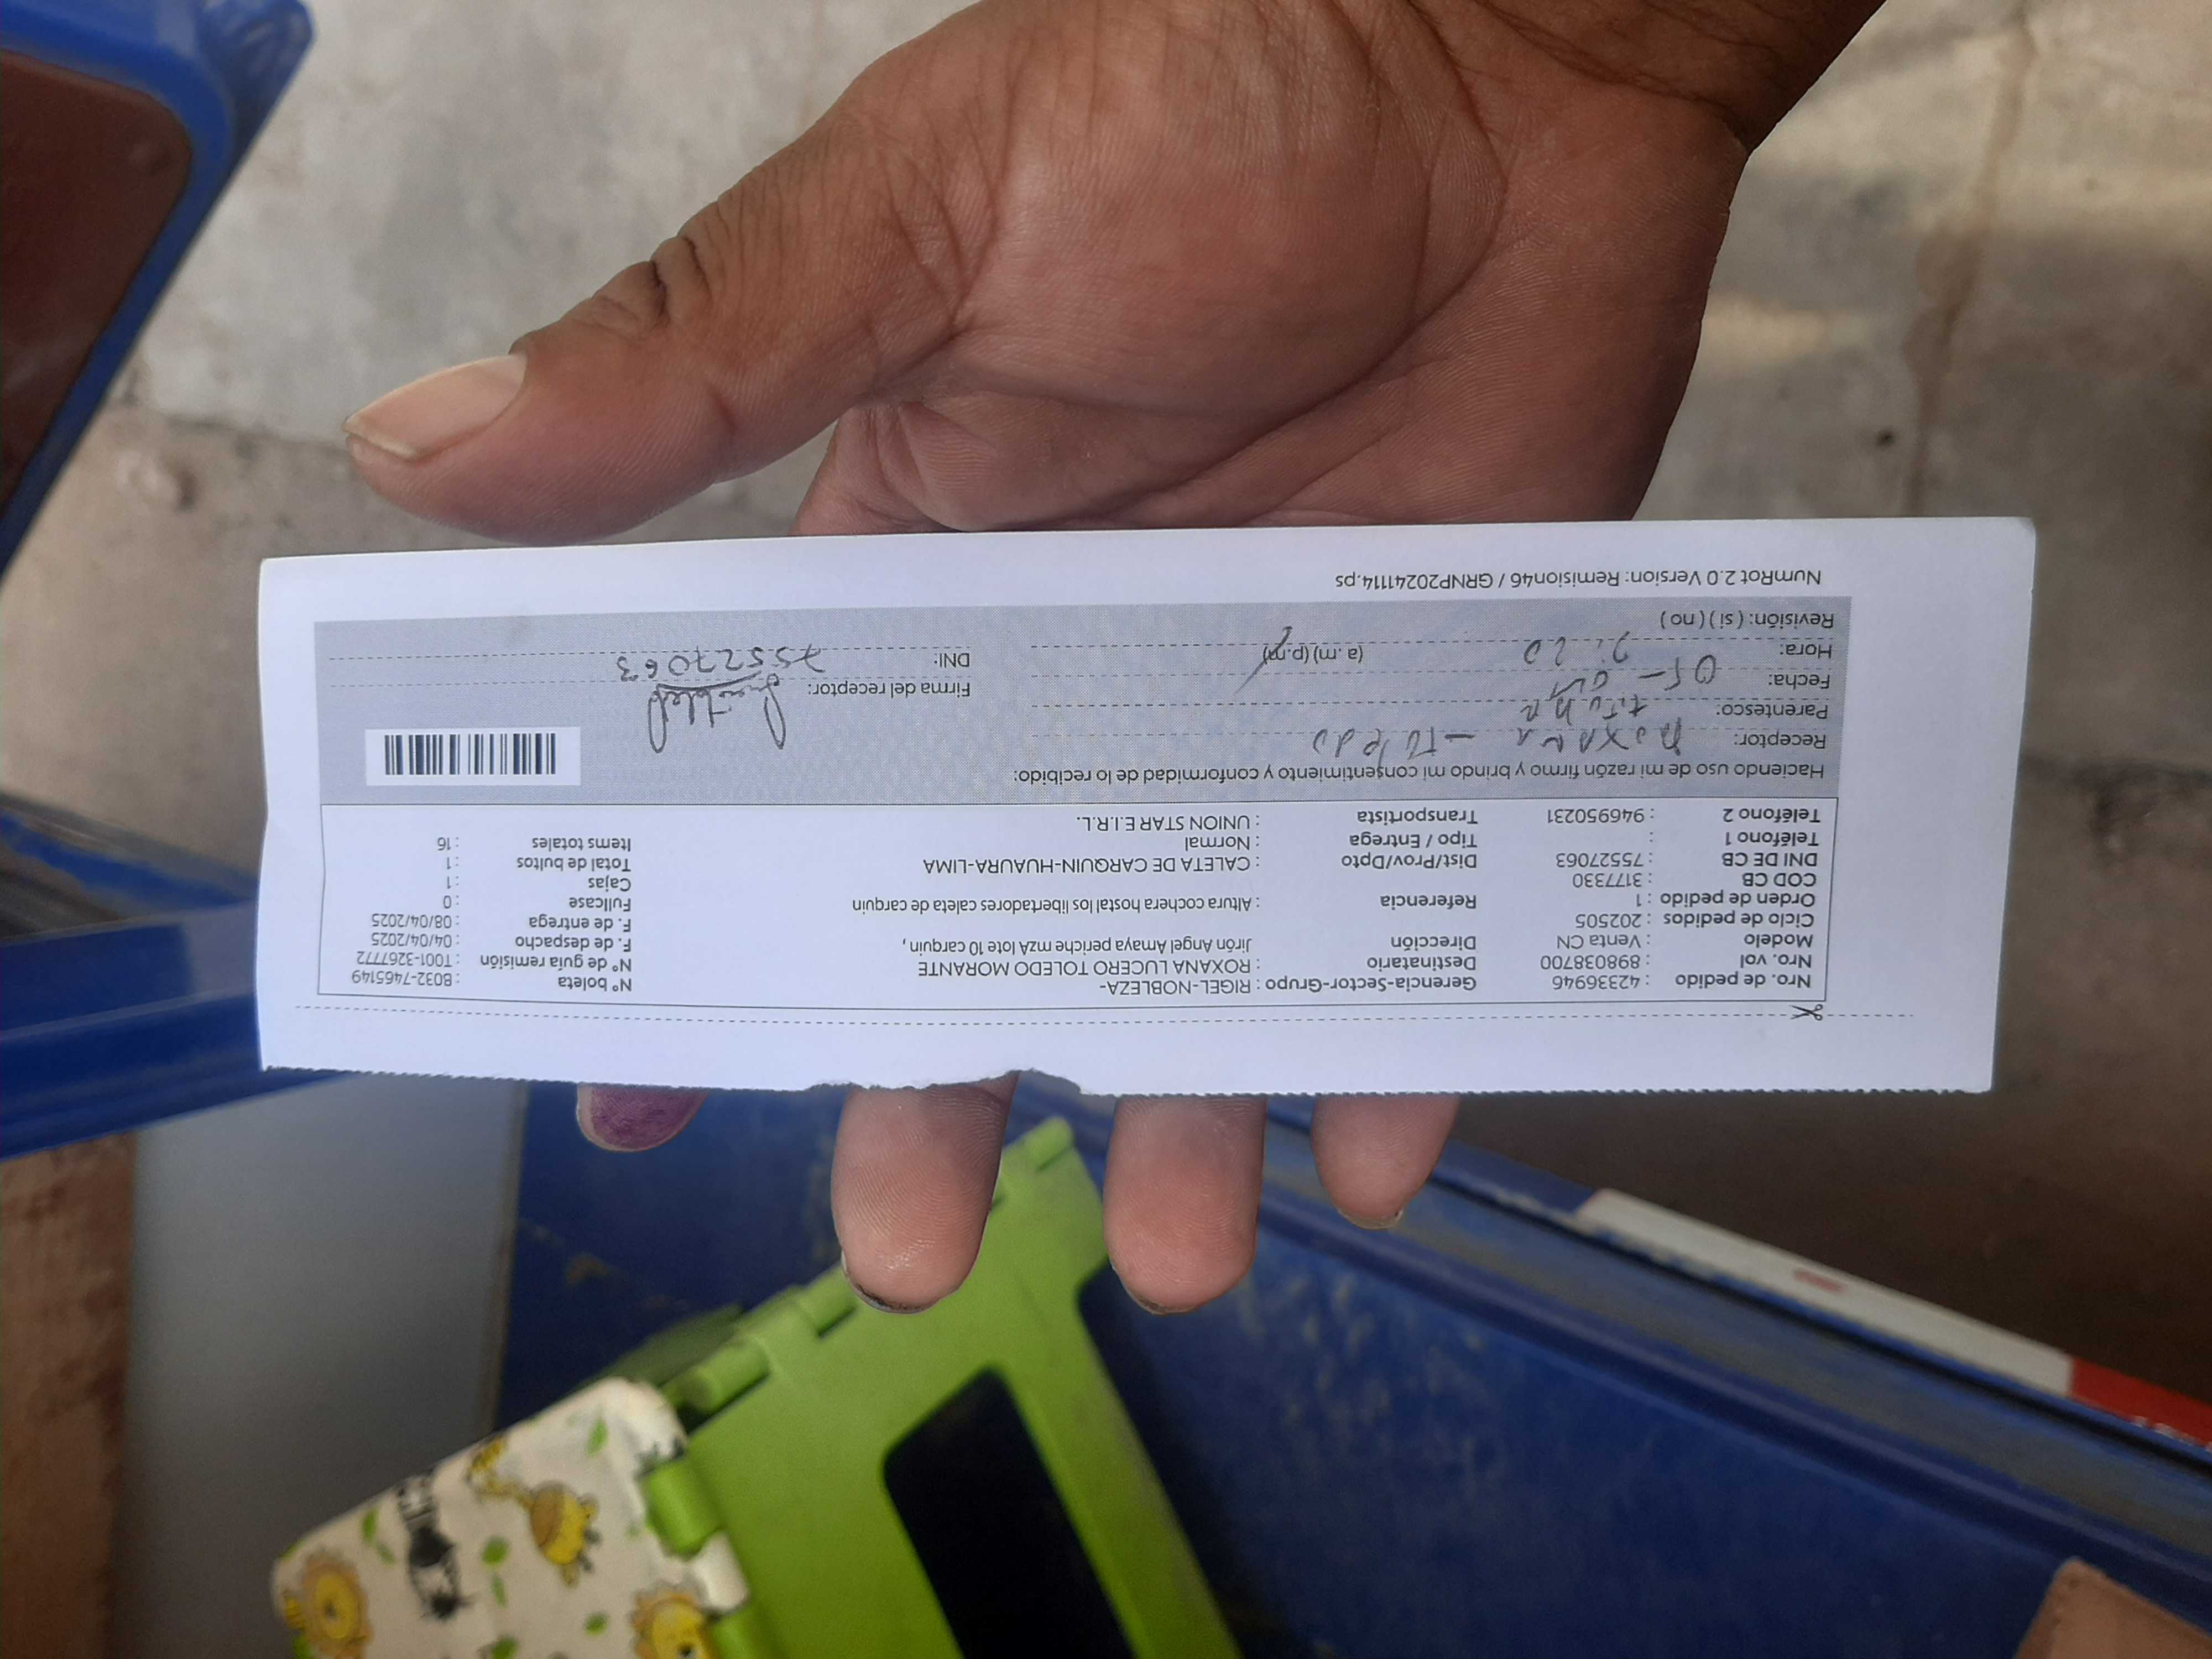 Nro. de pedido : 42336946 Gerencia-Sector-Grupo : RIGEL-NOBLEZA- N° boleta : B032-7465149
Nro. vol : 898038700 Destinatario : ROXANA LUCERO TOLEDO MORANTE N° de guía remisión : T001-3267772
Modelo : Venta CN Dirección Jirón Angel Amaya periche mzA lote 10 carquin , F. de despacho : 04/04/2025
Ciclo de pedidos : 202505 F. de entrega : 08/04/2025
Orden de pedido : 1 Referencia : Altura cochera hostal los libertadores caleta de carquin Fullcase : 0
COD CB : 3177330 Cajas : 1
DNI DE CB : 75527063 Dist/Prov/Dpto : CALETA DE CARQUIN-HUAURA-LIMA Total de bultos : 1
Teléfono 1 : Tipo / Entrega : Normal Items totales : 16
Teléfono 2 : 946950231 Transportista : UNION STAR E.I.R.L.
Haciendo uso de mi razón firmo y brindo mi consentimiento y conformidad de lo recibido:
Receptor: Roxana - Toledo
Parentesco:
Fecha: 05 - 04 Firma del receptor:
Hora: 2:20 (a. m) (p.m) DNI: 75527063
Revisión: ( si ) ( no )
NumRot 2.0 Version: Remision46 / GRNP20241114.ps